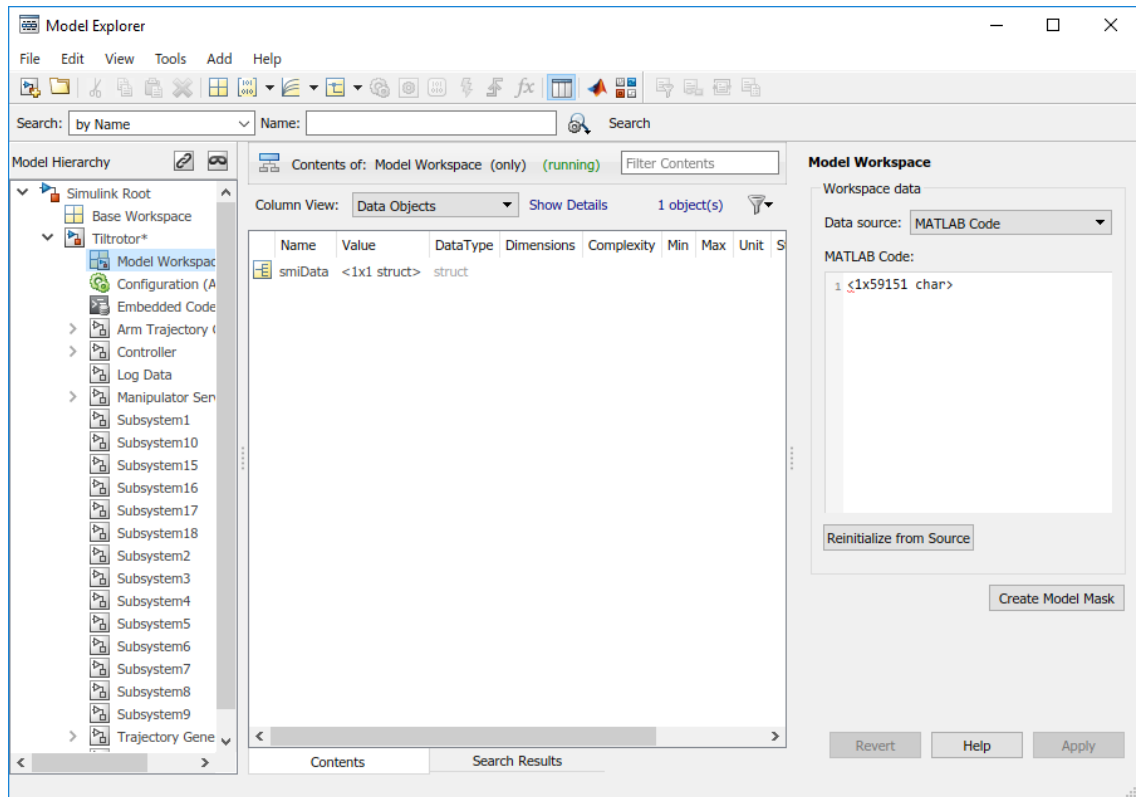 Model Explorer
File Edit View Tools Add Help
fx
Search: by Name Name: Search
Model Hierarchy
Simulink Root
Base Workspace
Tiltrotor*
Model Workspac
Configuration (A
Embedded Code
Arm Trajectory
Controller
Log Data
Manipulator Ser
Subsystem1
Subsystem10
Subsystem15
Subsystem16
Subsystem17
Subsystem18
Subsystem2
Subsystem3
Subsystem4
Subsystem5
Subsystem6
Subsystem7
Subsystem8
Subsystem9
Trajectory Gene
Contents of: Model Workspace (only) (running) Filter Contents
Column View: Data Objects Show Details 1 object(s)
Name Value DataType Dimensions Complexity Min Max Unit
smiData <1x1 struct> struct
Contents Search Results
Model Workspace
Workspace data
Data source: MATLAB Code
MATLAB Code:
1 <1x59151 char>
Reinitialize from Source
Create Model Mask
Revert Help Apply